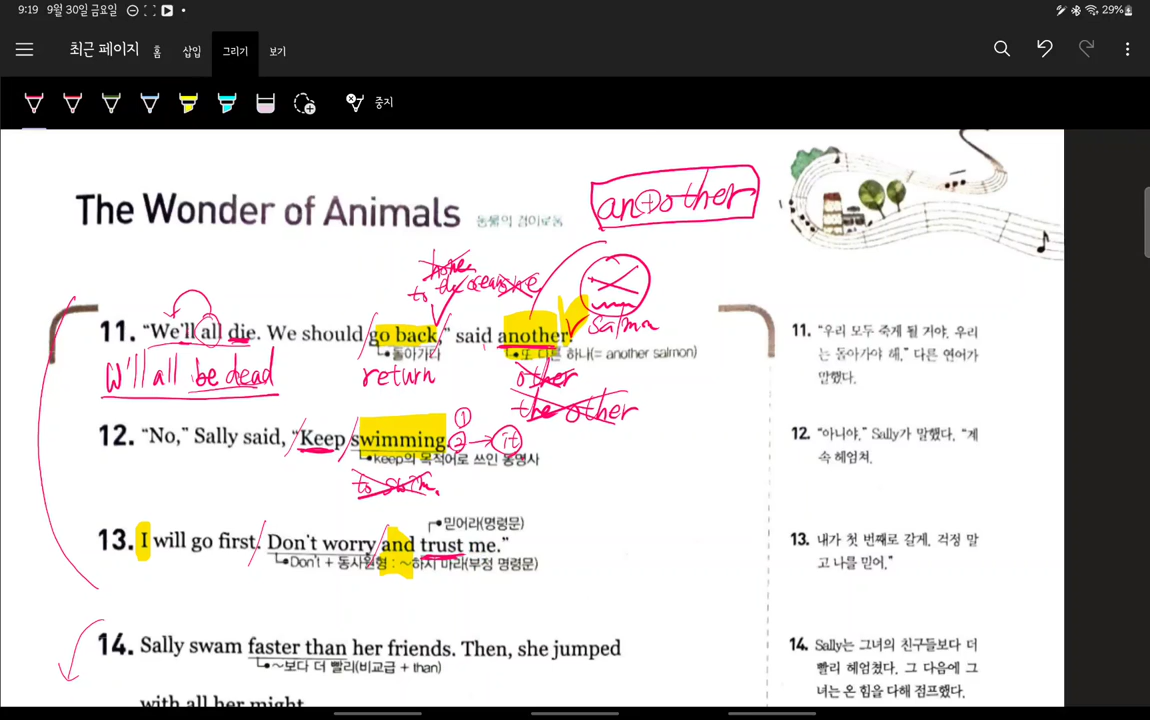 9:19 9월 30일 금요일
29%
최근 페이지 홈 삽입 그리기 보기
중지
an+other
The Wonder of Animals 동물의 경이로움
to the ocean
11. “We’ll all die. We should go back,” said another.
salmon
돌아가다
또 다른 하나(= another salmon)
W'll all be dead
return
other
the other
12. “No,” Sally said, “Keep swimming.
① ② → it
keep의 목적어로 쓰인 동명사
to swim.
믿어라(명령문)
13. I will go first. Don’t worry and trust me.”
Don’t + 동사원형 : ~하지 마라(부정 명령문)
14. Sally swam faster than her friends. Then, she jumped
~보다 더 빨리(비교급 + than)
with all her might.
11. “우리 모두 죽게 될 거야. 우리
는 돌아가야 해,” 다른 연어가
말했다.
12. “아니야,” Sally가 말했다. “계
속 헤엄쳐.
13. 내가 첫 번째로 갈게. 걱정 말
고 나를 믿어.”
14. Sally는 그녀의 친구들보다 더
빨리 헤엄쳤다. 그 다음에 그
녀는 온 힘을 다해 점프했다.